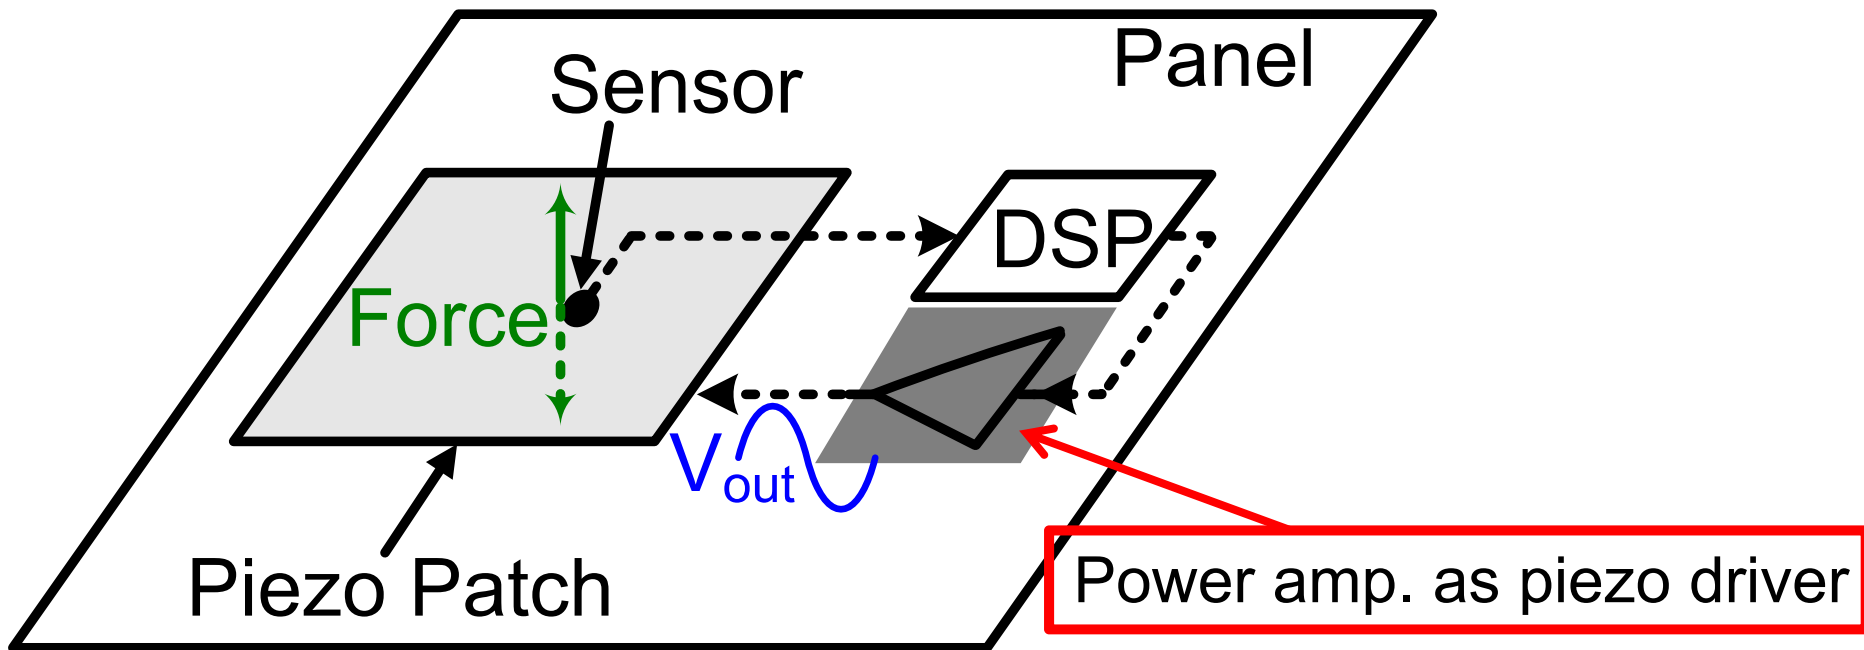 Panel
Sensor
DSP
Force
Vout
Piezo Patch
Power amp. as piezo driver